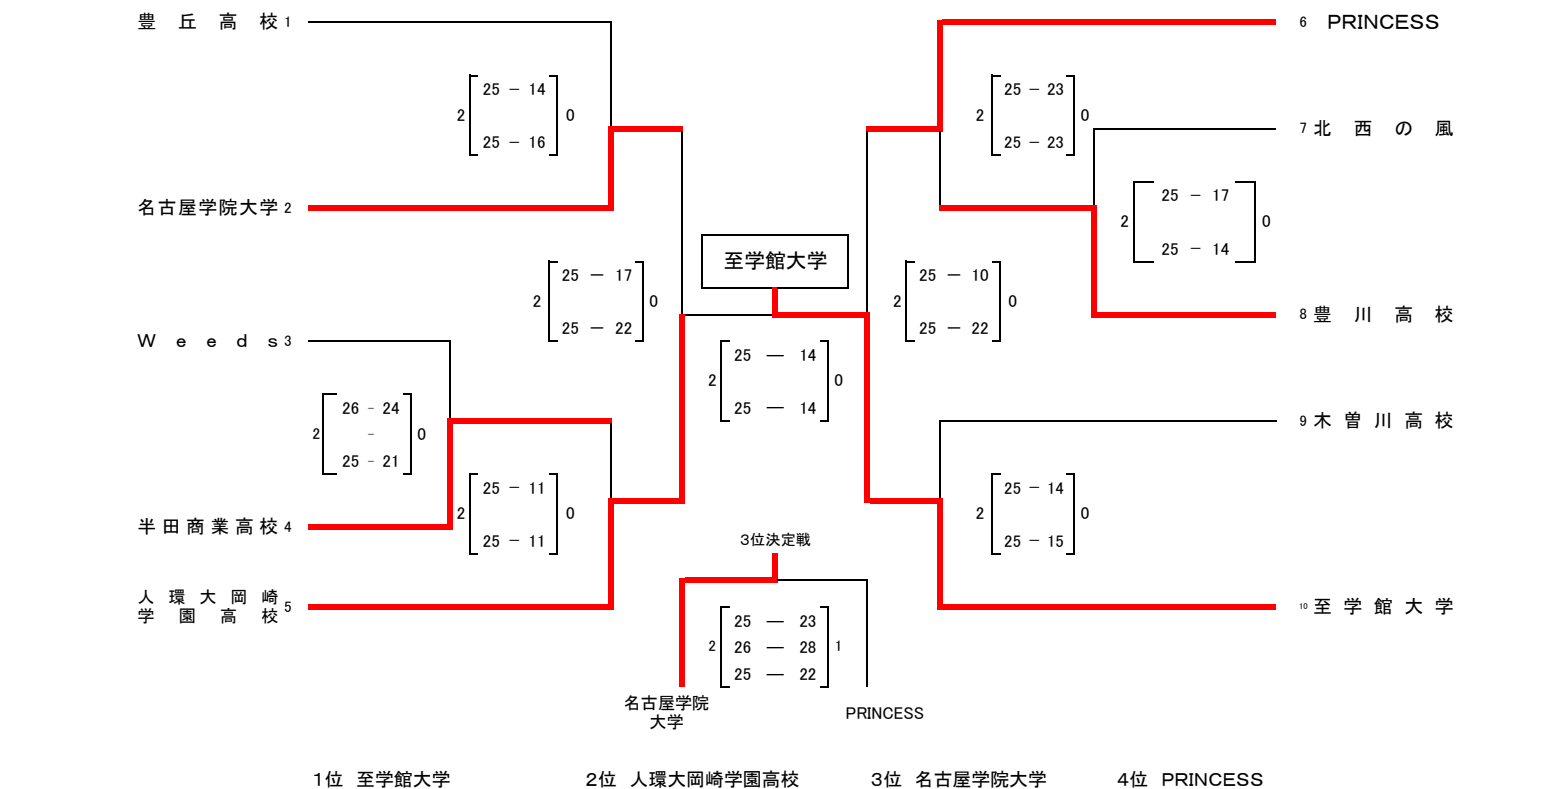 豊丘高校 1
6 PRINCESS
2 25 － 14 0
25 － 16
2 25 － 23 0
25 － 23
7 北西の風
名古屋学院大学 2
2 25 － 17 0
25 － 14
至学館大学
2 25 － 17 0
25 － 22
2 25 － 10 0
25 － 22
8 豊川高校
Ｗｅｅｄｓ 3
2 25 － 14 0
25 － 14
2 26 - 24 0
-
25 - 21
9 木曽川高校
2 25 － 11 0
25 － 11
2 25 － 14 0
25 － 15
半田商業高校 4
3位決定戦
人環大岡崎
学園高校 5
10 至学館大学
25 － 23
2 26 － 28 1
25 － 22
名古屋学院
大学
PRINCESS
1位 至学館大学 2位 人環大岡崎学園高校 3位 名古屋学院大学 4位 PRINCESS